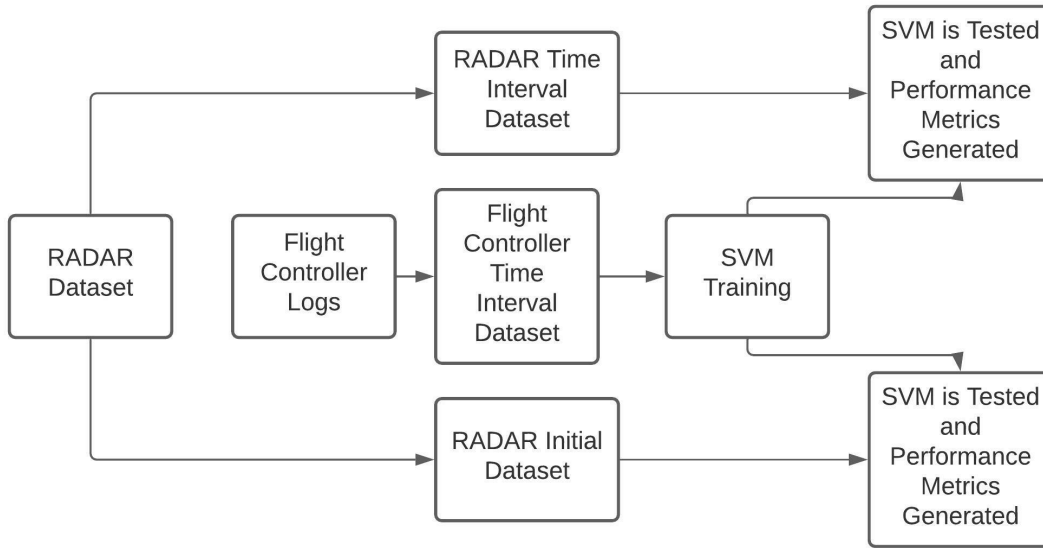 RADAR
Dataset
RADAR Time
Interval
Dataset
SVM is Tested
and
Performance
Metrics
Generated
Flight
Controller
Logs
Flight
Controller
Time
Interval
Dataset
SVM
Training
RADAR Initial
Dataset
SVM is Tested
and
Performance
Metrics
Generated